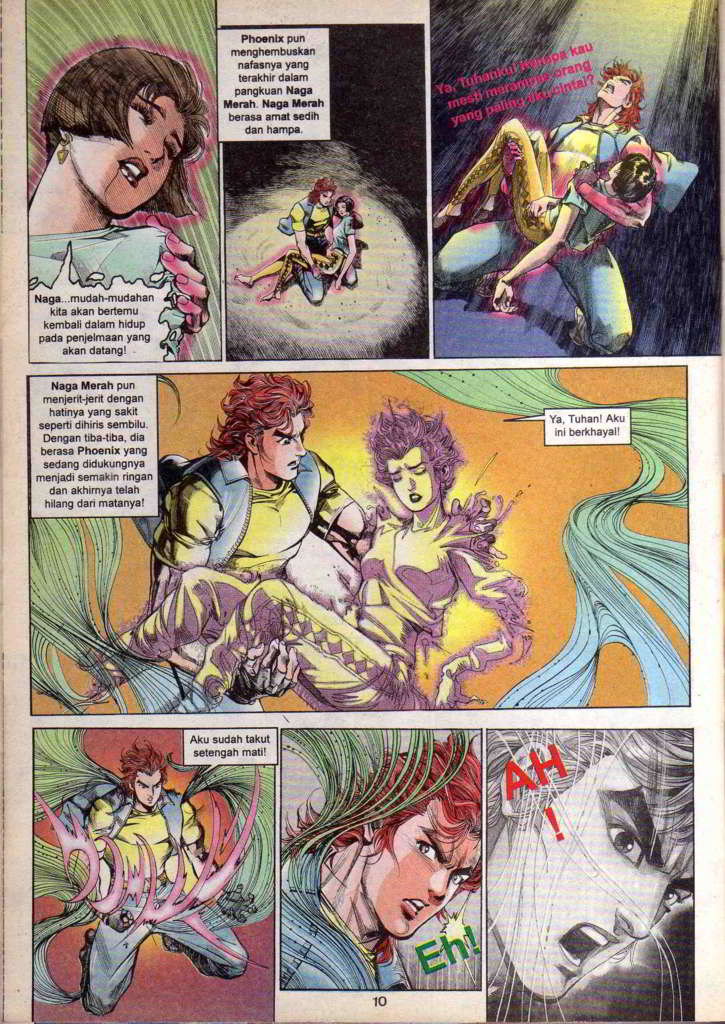 Naga...mudah-mudahan
kita akan bertemu
kembali dalam hidup
pada penjelmaan yang
akan datang!
Phoenix pun
menghembuskan
nafasnya yang
terakhir dalam
pangkuan Naga
Merah. Naga Merah
berasa amat sedih
dan hampa.
Ya, Tuhanku! Kenapa kau
mesti merampas orang
yang paling aku cintai?
Naga Merah pun
menjerit-jerit dengan
hatinya yang sakit
seperti dihiris sembilu.
Dengan tiba-tiba, dia
berasa Phoenix yang
sedang didukungnya
menjadi semakin ringan
dan akhirnya telah
hilang dari matanya!
Ya, Tuhan! Aku
ini berkhayal!
Aku sudah takut
setengah mati!
Eh!
AH
!
10